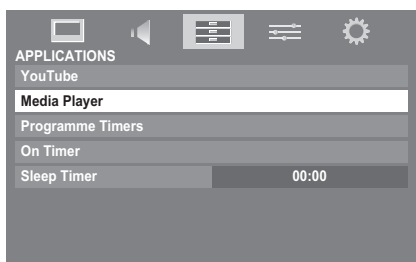 APPLICATIONS
YouTube
Media Player
Programme Timers
On Timer
Sleep Timer 00:00